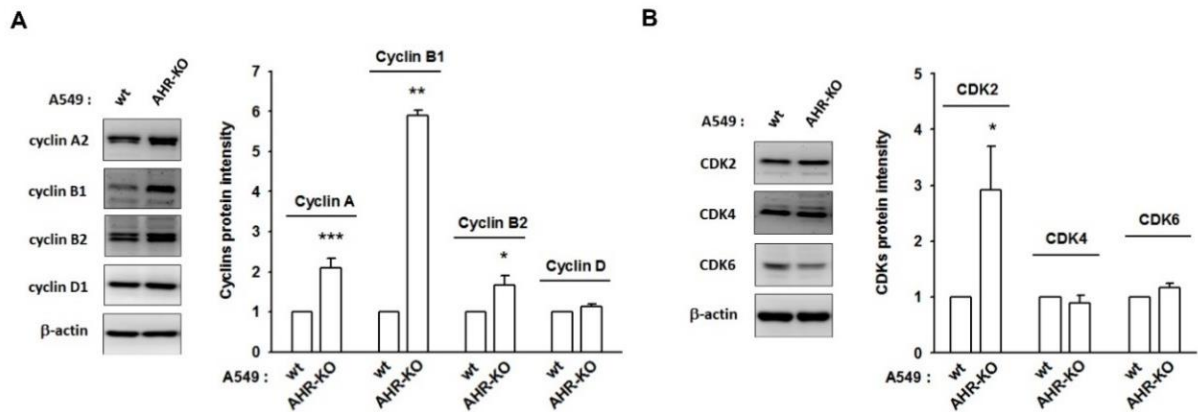 A
A549 : wt AHR-KO
cyclin A2
cyclin B1
cyclin B2
cyclin D1
β-actin
Cyclins protein intensity
7
6
5
4
3
2
1
0
Cyclin A
***
Cyclin B1
**
Cyclin B2
*
Cyclin D
A549 : wt AHR-KO wt AHR-KO wt AHR-KO wt AHR-KO
B
A549 : wt AHR-KO
CDK2
CDK4
CDK6
β-actin
CDKs protein intensity
5
4
3
2
1
0
CDK2
*
CDK4
CDK6
A549 : wt AHR-KO wt AHR-KO wt AHR-KO